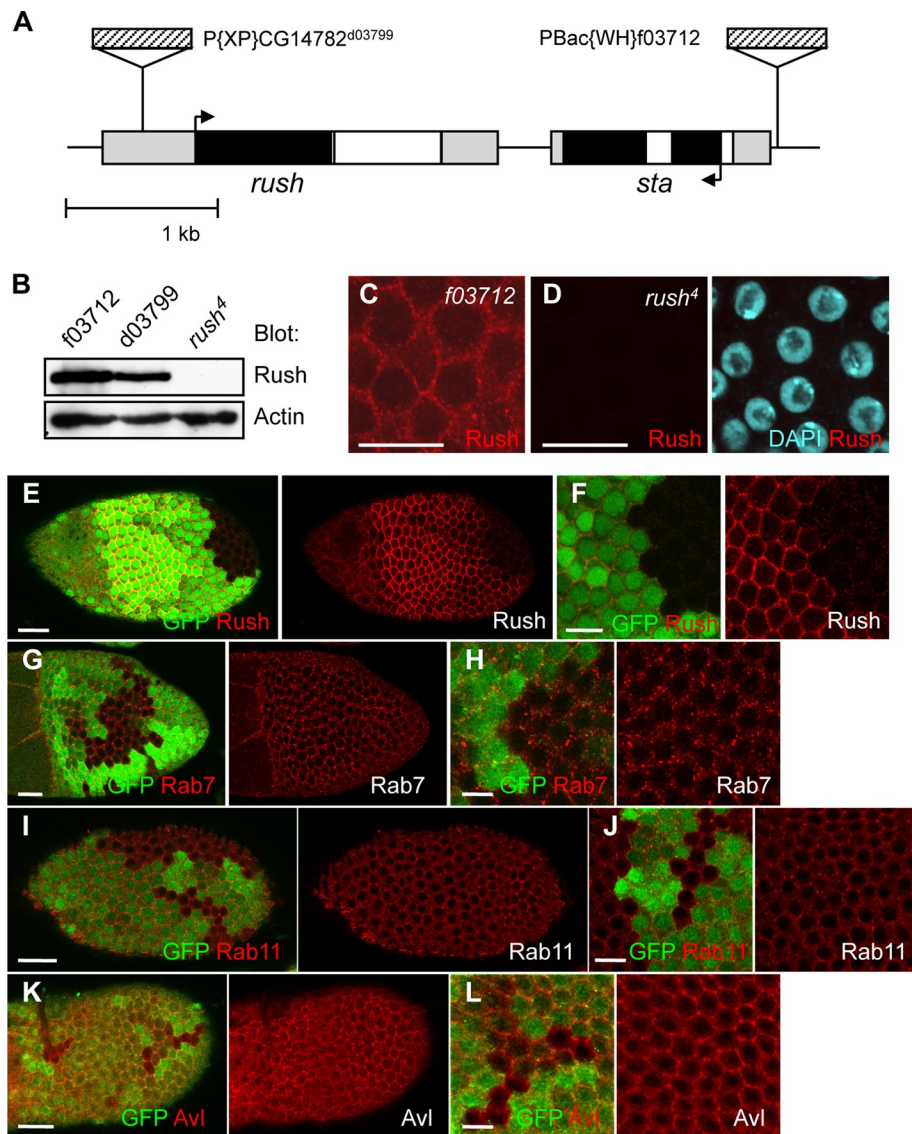 A
P{XP}CG14782d03799
PBac{WH}f03712
rush
sta
1 kb
B
f03712
d03799
rush4
Blot:
Rush
Actin
C
f03712
Rush
D
rush4
Rush
DAPI Rush
E
GFP Rush
Rush
F
GFP Rush
Rush
G
GFP Rab7
Rab7
H
GFP Rab7
Rab7
I
GFP Rab11
Rab11
J
GFP Rab11
Rab11
K
GFP Avl
Avl
L
GFP Avl
Avl